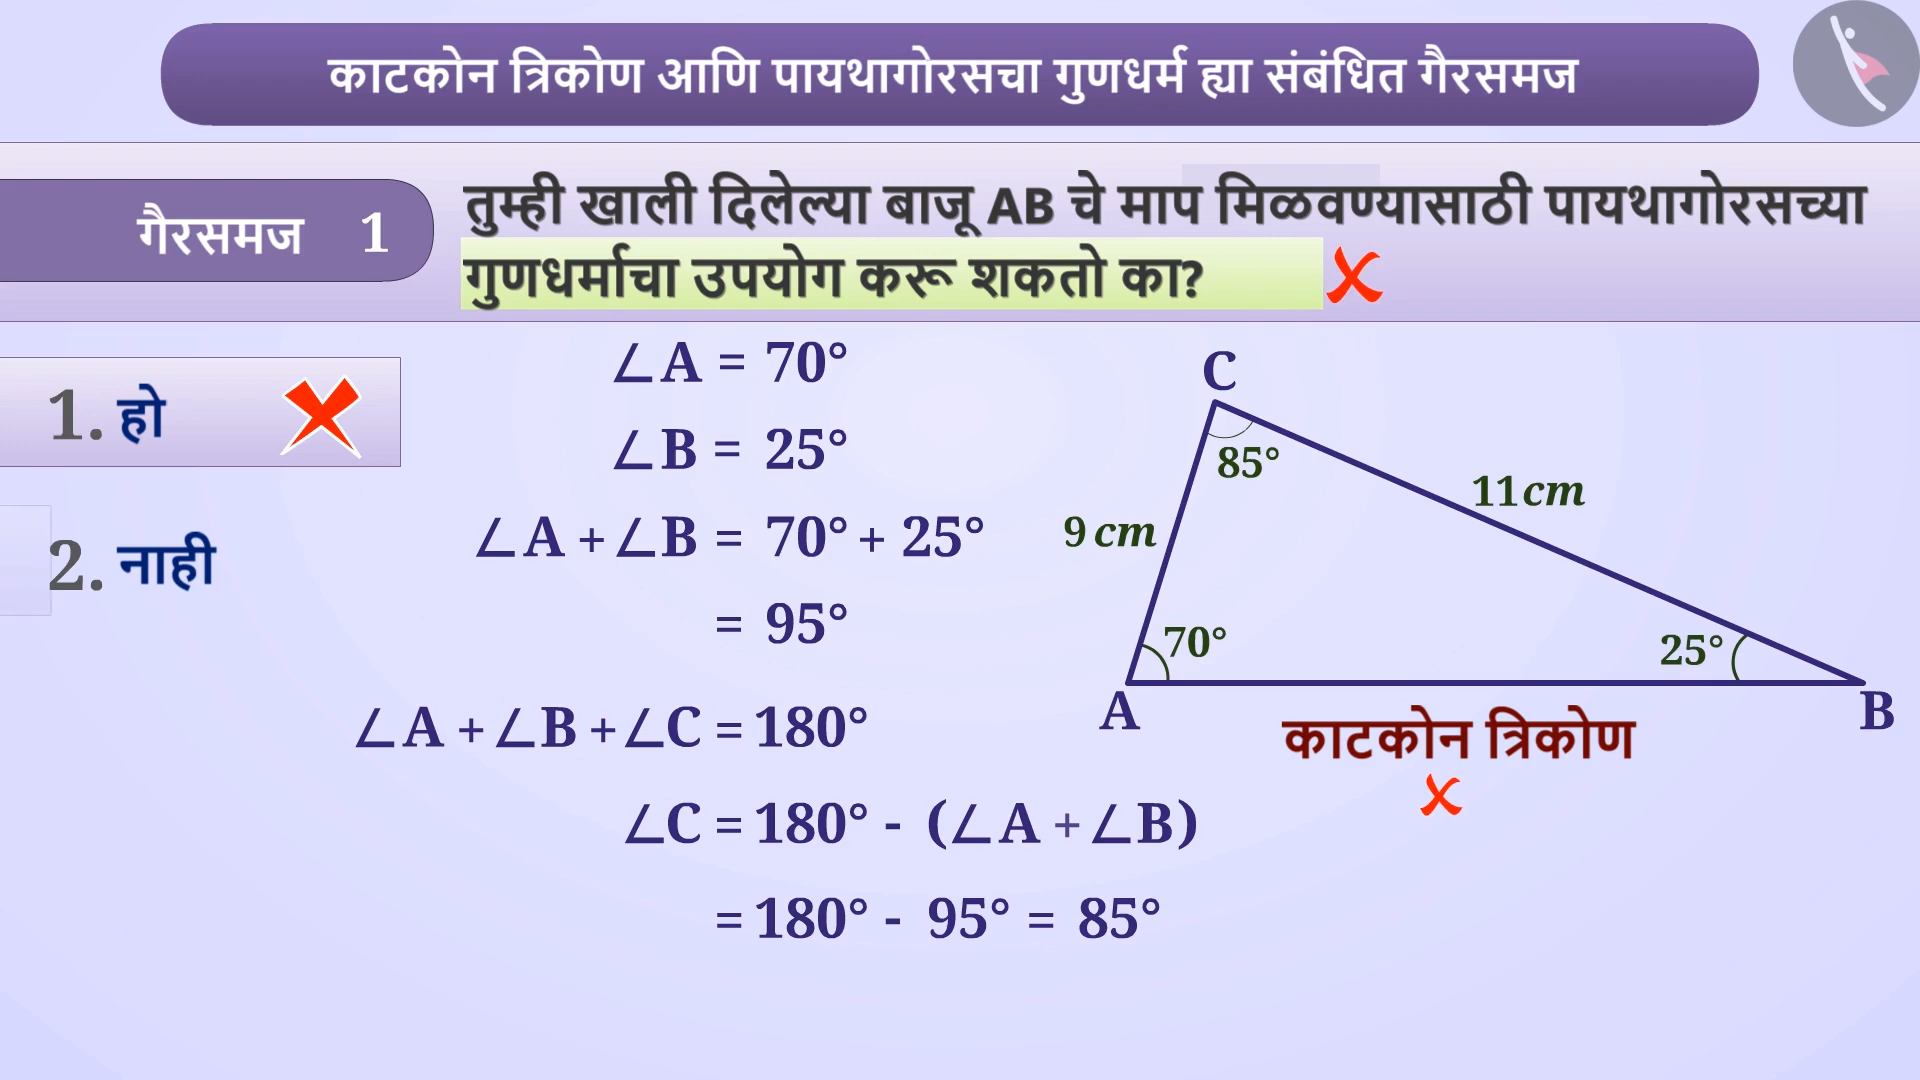 काटकोन त्रिकोण आणि पायथागोरसचा गुणधर्म ह्या संबंधित गैरसमज
गैरसमज 1
तुम्ही खाली दिलेल्या बाजू AB चे माप मिळवण्यासाठी पायथागोरसच्या
गुणधर्माचा उपयोग करू शकतो का?
1. हो
2. नाही
∠A = 70°
∠B = 25°
∠A + ∠B = 70° + 25°
= 95°
∠A + ∠B + ∠C = 180°
∠C = 180° - (∠A + ∠B)
= 180° - 95° = 85°
C
85°
11 cm
9 cm
70°
25°
A
B
काटकोन त्रिकोण